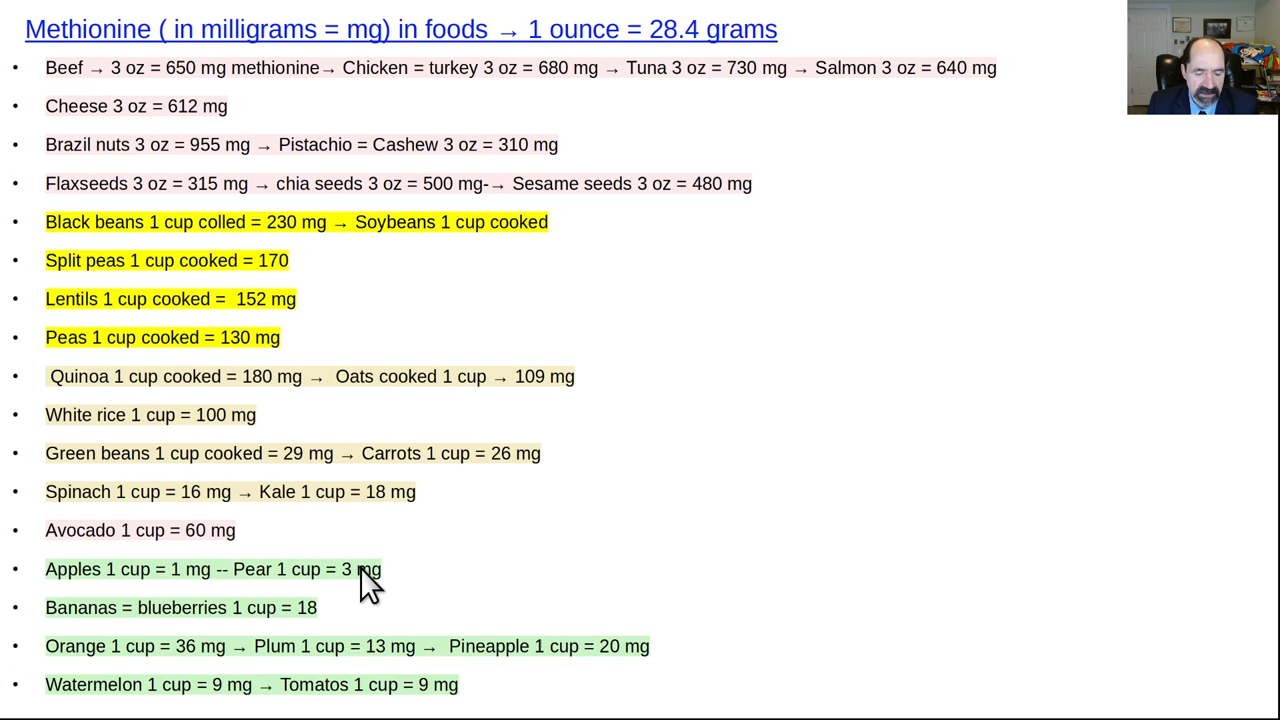 Methionine ( in milligrams = mg) in foods → 1 ounce = 28.4 grams
• Beef → 3 oz = 650 mg methionine→ Chicken = turkey 3 oz = 680 mg → Tuna 3 oz = 730 mg → Salmon 3 oz = 640 mg
• Cheese 3 oz = 612 mg
• Brazil nuts 3 oz = 955 mg → Pistachio = Cashew 3 oz = 310 mg
• Flaxseeds 3 oz = 315 mg → chia seeds 3 oz = 500 mg-→ Sesame seeds 3 oz = 480 mg
• Black beans 1 cup colled = 230 mg → Soybeans 1 cup cooked
• Split peas 1 cup cooked = 170
• Lentils 1 cup cooked =  152 mg
• Peas 1 cup cooked = 130 mg
• Quinoa 1 cup cooked = 180 mg →  Oats cooked 1 cup → 109 mg
• White rice 1 cup = 100 mg
• Green beans 1 cup cooked = 29 mg → Carrots 1 cup = 26 mg
• Spinach 1 cup = 16 mg → Kale 1 cup = 18 mg
• Avocado 1 cup = 60 mg
• Apples 1 cup = 1 mg -- Pear 1 cup = 3 mg
• Bananas = blueberries 1 cup = 18
• Orange 1 cup = 36 mg → Plum 1 cup = 13 mg →  Pineapple 1 cup = 20 mg
• Watermelon 1 cup = 9 mg → Tomatos 1 cup = 9 mg